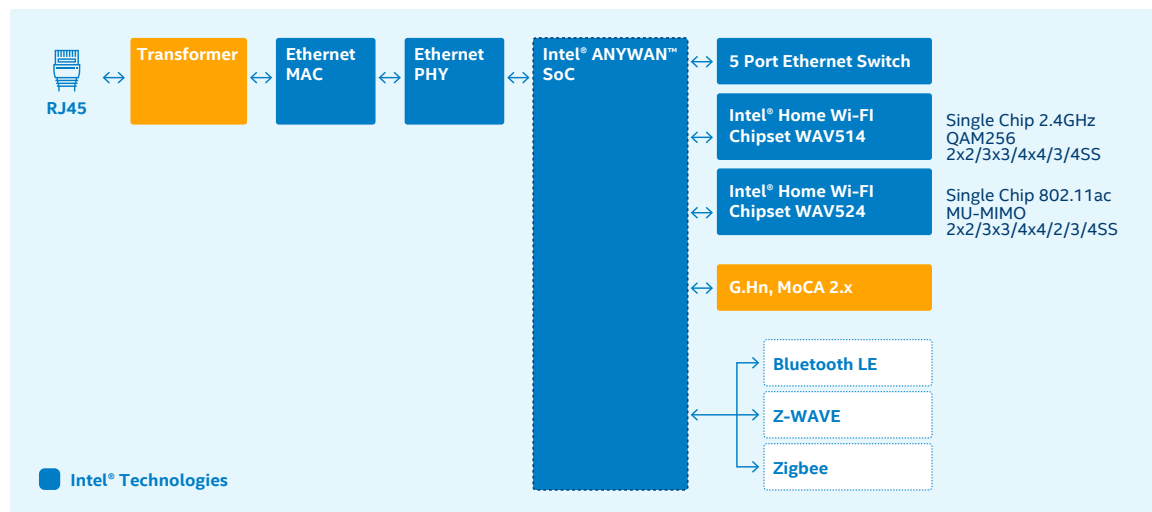 RJ45
Transformer
Ethernet
MAC
Ethernet
PHY
Intel® ANYWAN™
SoC
5 Port Ethernet Switch
Intel® Home Wi-FI
Chipset WAV514
Single Chip 2.4GHz
QAM256
2x2/3x3/4x4/3/4SS
Intel® Home Wi-FI
Chipset WAV524
Single Chip 802.11ac
MU-MIMO
2x2/3x3/4x4/2/3/4SS
G.Hn, MoCA 2.x
Bluetooth LE
Z-WAVE
Zigbee
Intel® Technologies